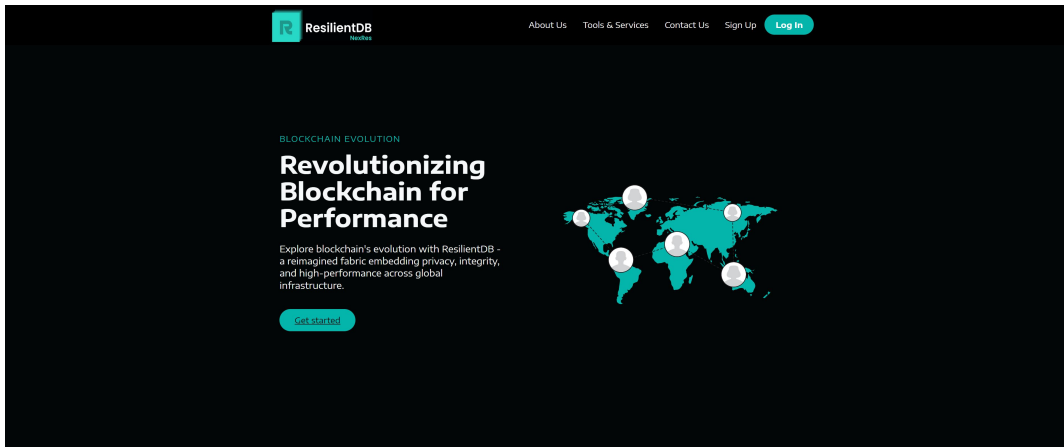 ResilientDB
NexRes
About Us
Tools & Services
Contact Us
Sign Up
Log In
BLOCKCHAIN EVOLUTION
Revolutionizing
Blockchain for
Performance
Explore blockchain's evolution with ResilientDB -
a reimagined fabric embedding privacy, integrity,
and high-performance across global
infrastructure.
Get started